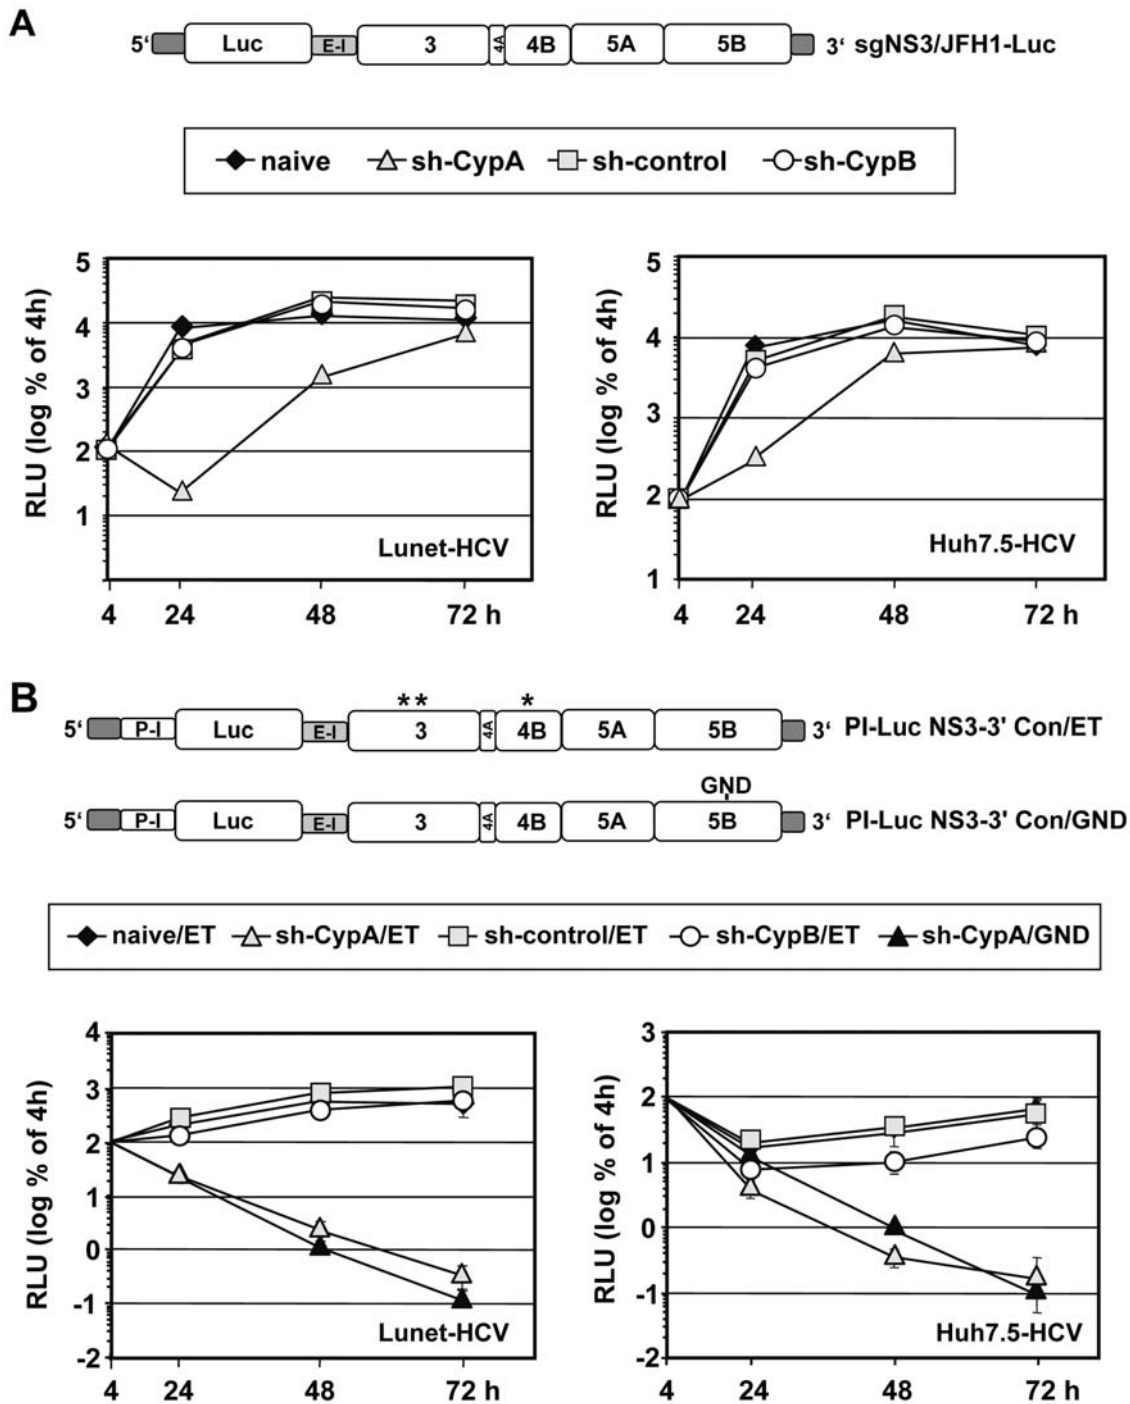 A
5‘ Luc E-I 3 4A 4B 5A 5B 3‘ sgNS3/JFH1-Luc
naive sh-CypA sh-control sh-CypB
5
4
3
2
1
RLU (log % of 4h)
Lunet-HCV
4 24 48 72 h
5
4
3
2
1
RLU (log % of 4h)
Huh7.5-HCV
4 24 48 72 h
B
** *
5‘ P-I Luc E-I 3 4A 4B 5A 5B 3‘ PI-Luc NS3-3' Con/ET
GND
5‘ P-I Luc E-I 3 4A 4B 5A 5B 3‘ PI-Luc NS3-3' Con/GND
naive/ET sh-CypA/ET sh-control/ET sh-CypB/ET sh-CypA/GND
4
3
2
1
0
-1
-2
RLU (log % of 4h)
Lunet-HCV
4 24 48 72 h
3
2
1
0
-1
-2
RLU (log % of 4h)
Huh7.5-HCV
4 24 48 72 h